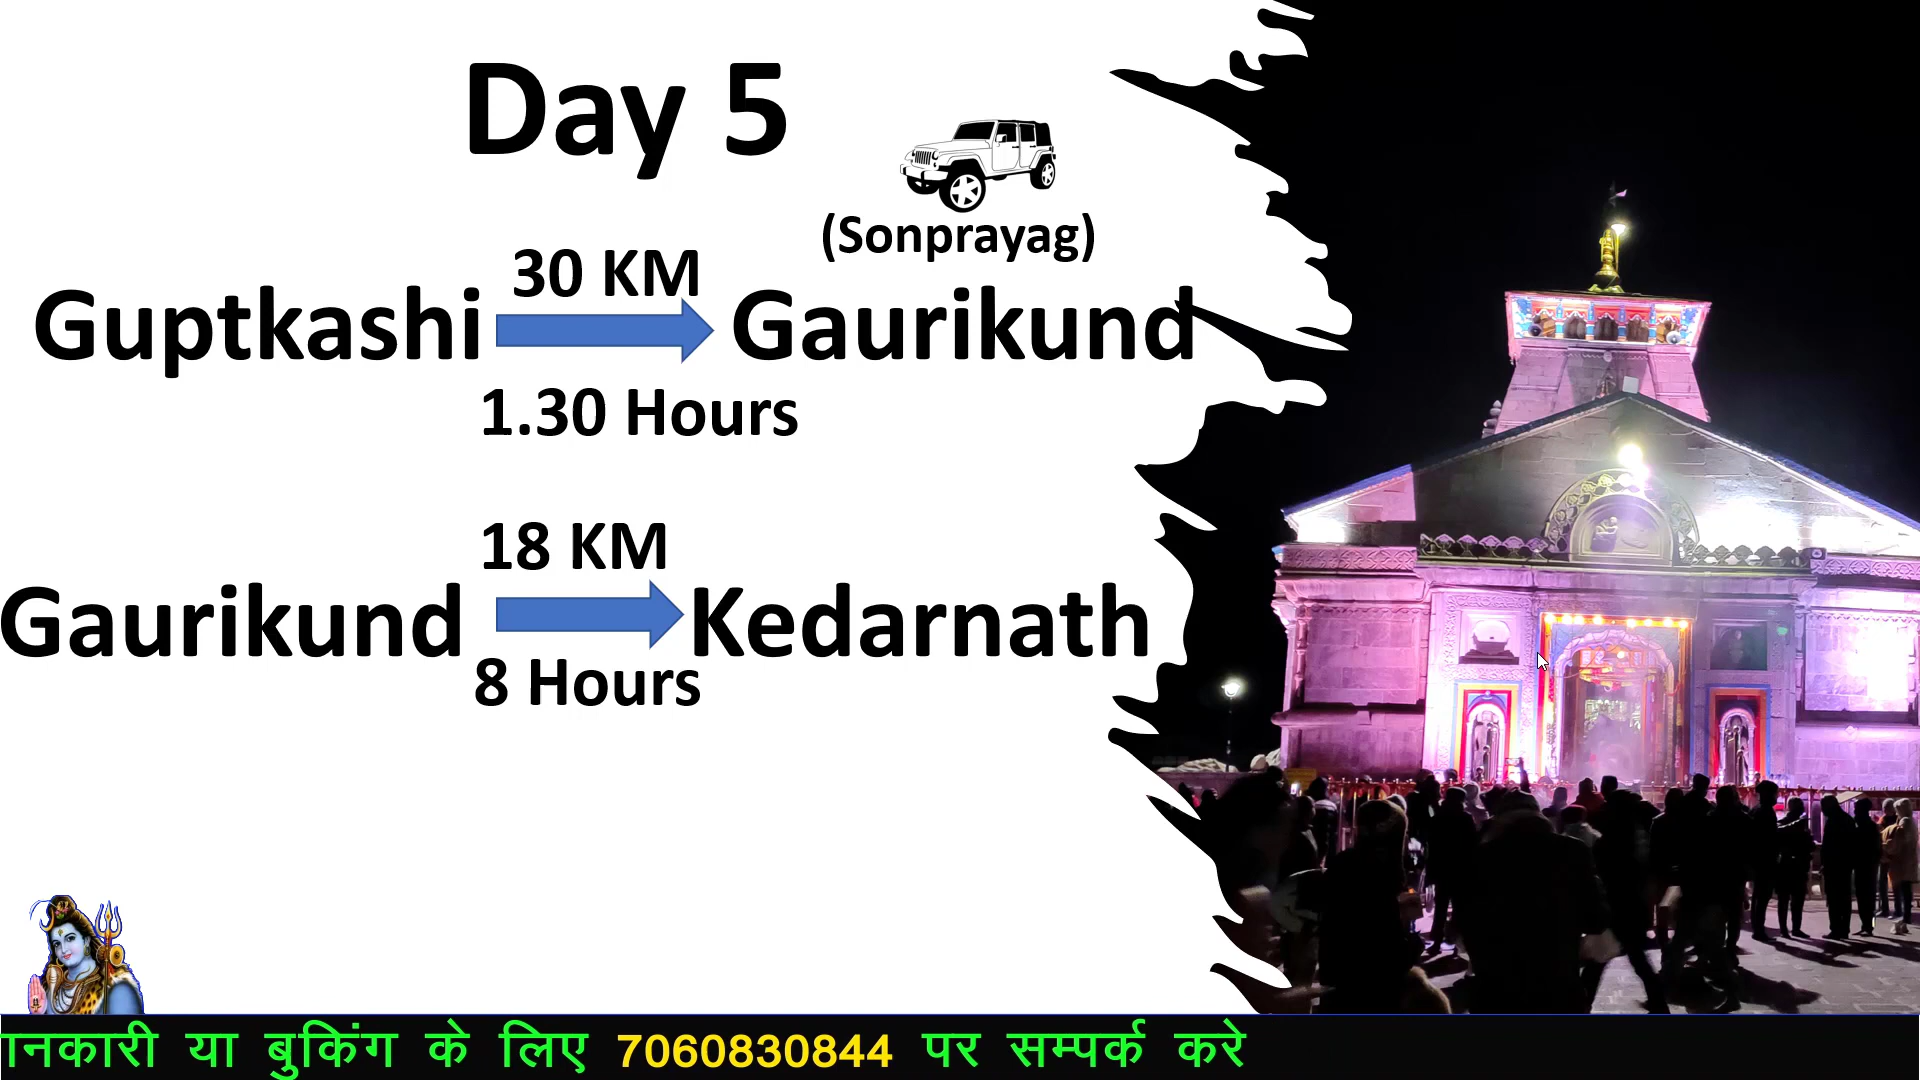 Day 5
(Sonprayag)
30 KM
Guptkashi Gaurikund
1.30 Hours
18 KM
Gaurikund Kedarnath
8 Hours
ानकारी या बुकिंग के लिए 7060830844 पर सम्पर्क करे